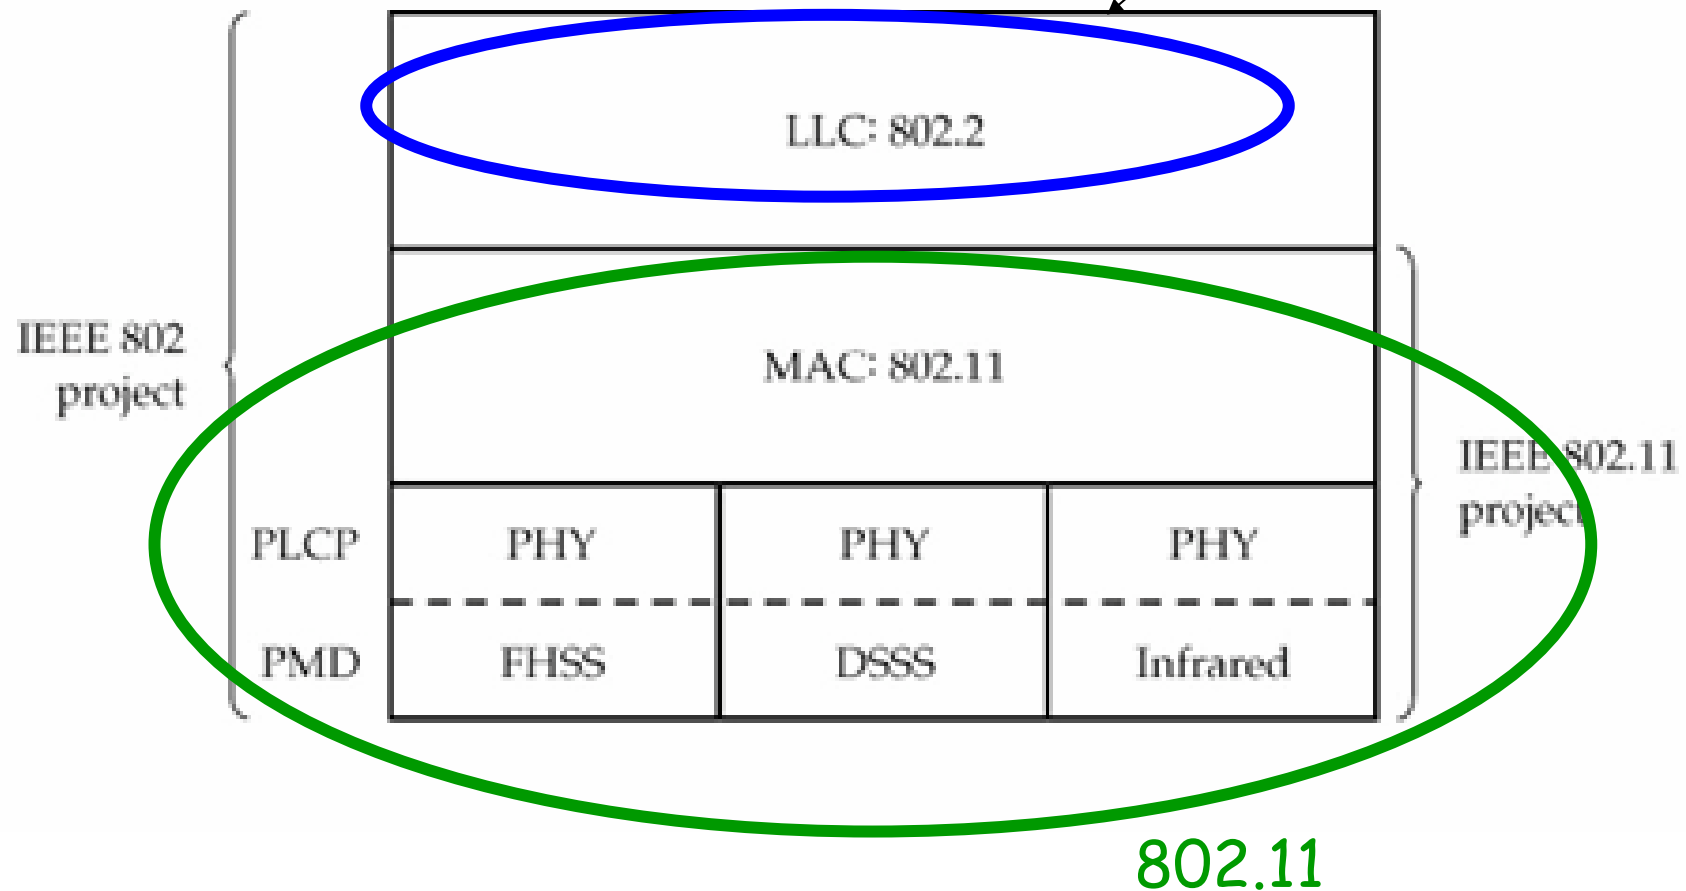 LLC: 802.2
IEEE 802
project
MAC: 802.11
IEEE 802.11
project
PLCP PHY PHY PHY
PMD FHSS DSSS Infrared
802.11